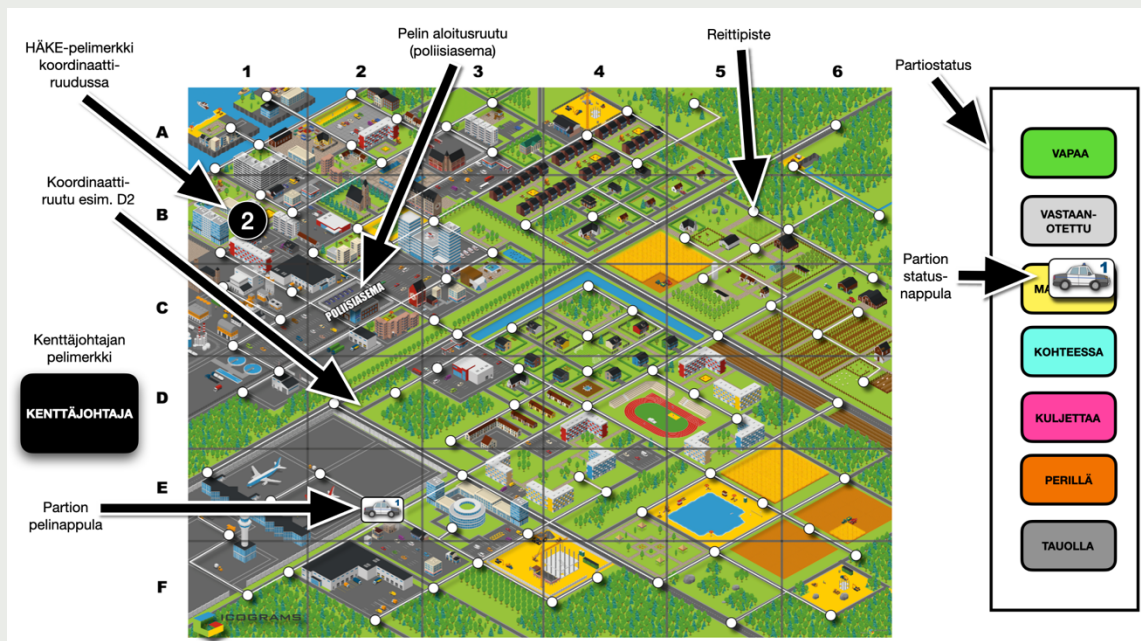 HÄKE-pelimerkki
koordinaatti-
ruudussa
Pelin aloitusruutu
(poliisiasema)
Reittipiste
Partiostatus
1 2 3 4 5 6
A
B
C
D
E
F
Koordinaatti-
ruutu esim. D2
2
POLIISIASEMA
Kenttäjohtajan
pelimerkki
KENTTÄJOHTAJA
Partion
pelinappula
1
ICOGRAMS
Partion
status-
nappula
VAPAA
VASTAAN-
OTETTU
MA
1
KOHTEESSA
KULJETTAA
PERILLÄ
TAUOLLA